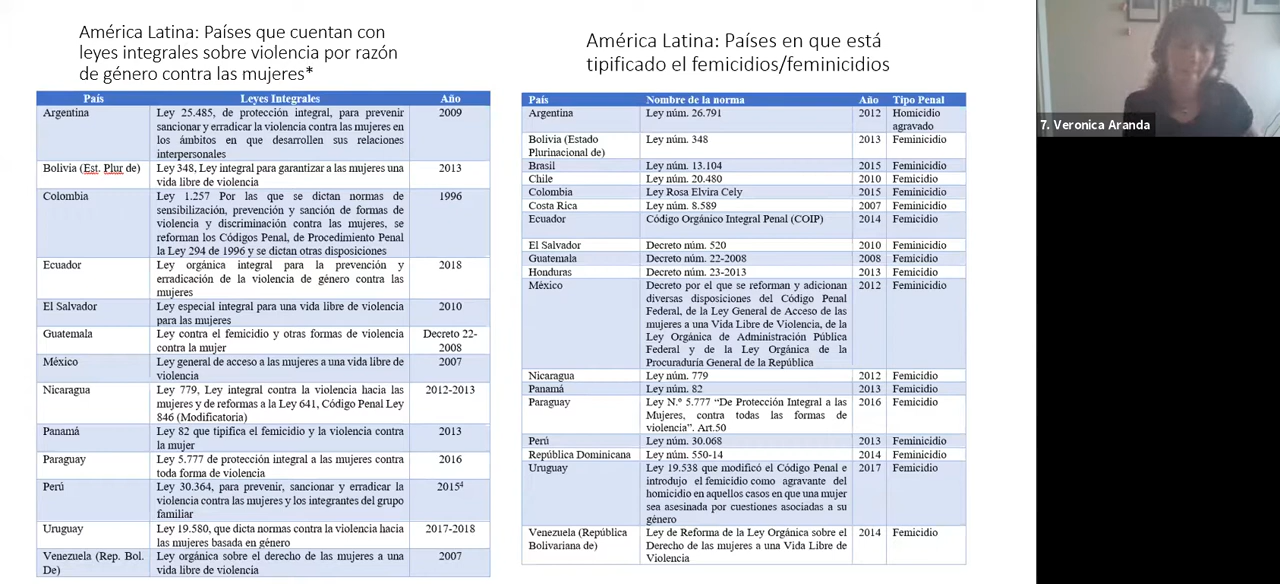 América Latina: Países que cuentan con
leyes integrales sobre violencia por razón
de género contra las mujeres*
País Leyes Integrales Año
Argentina Ley 25.485, de protección integral, para prevenir 2009
sancionar y erradicar la violencia contra las mujeres en
los ámbitos en que desarrollen sus relaciones
interpersonales
Bolivia (Est. Plur de) Ley 348, Ley integral para garantizar a las mujeres una 2013
vida libre de violencia
Colombia Ley 1.257 Por las que se dictan normas de 1996
sensibilización, prevención y sanción de formas de
violencia y discriminación contra las mujeres, se
reforman los Códigos Penal, de Procedimiento Penal
la Ley 294 de 1996 y se dictan otras disposiciones
Ecuador Ley orgánica integral para la prevención y 2018
erradicación de la violencia de género contra las
mujeres
El Salvador Ley especial integral para una vida libre de violencia 2010
para las mujeres
Guatemala Ley contra el femicidio y otras formas de violencia Decreto 22-
contra la mujer 2008
México Ley general de acceso a las mujeres a una vida libre de 2007
violencia
Nicaragua Ley 779, Ley integral contra la violencia hacia las 2012-2013
mujeres y de reformas a la Ley 641, Código Penal Ley
846 (Modificatoria)
Panamá Ley 82 que tipifica el femicidio y la violencia contra 2013
la mujer
Paraguay Ley 5.777 de protección integral a las mujeres contra 2016
toda forma de violencia
Perú Ley 30.364, para prevenir, sancionar y erradicar la 2015⁴
violencia contra las mujeres y los integrantes del grupo
familiar
Uruguay Ley 19.580, que dicta normas contra la violencia hacia 2017-2018
las mujeres basada en género
Venezuela (Rep. Bol. Ley orgánica sobre el derecho de las mujeres a una 2007
De) vida libre de violencia
América Latina: Países en que está
tipificado el femicidios/feminicidios
País Nombre de la norma Año Tipo Penal
Argentina Ley núm. 26.791 2012 Homicidio
agravado
Bolivia (Estado Ley núm. 348 2013 Feminicidio
Plurinacional de)
Brasil Ley núm. 13.104 2015 Feminicidio
Chile Ley núm. 20.480 2010 Femicidio
Colombia Ley Rosa Elvira Cely 2015 Feminicidio
Costa Rica Ley núm. 8.589 2007 Femicidio
Ecuador Código Orgánico Integral Penal (COIP) 2014 Femicidio
El Salvador Decreto núm. 520 2010 Feminicidio
Guatemala Decreto núm. 22-2008 2008 Femicidio
Honduras Decreto núm. 23-2013 2013 Femicidio
México Decreto por el que se reforman y adicionan 2012 Feminicidio
diversas disposiciones del Código Penal
Federal, de la Ley General de Acceso de las
mujeres a una Vida Libre de Violencia, de la
Ley Orgánica de Administración Pública
Federal y de la Ley Orgánica de la
Procuraduría General de la República
Nicaragua Ley núm. 779 2012 Femicidio
Panamá Ley núm. 82 2013 Femicidio
Paraguay Ley N.º 5.777 “De Protección Integral a las 2016 Femicidio
Mujeres, contra todas las formas de
violencia”. Art.50
Perú Ley núm. 30.068 2013 Feminicidio
República Dominicana Ley núm. 550-14 2014 Feminicidio
Uruguay Ley 19.538 que modificó el Código Penal e 2017 Femicidio
introdujo el femicidio como agravante del
homicidio en aquellos casos en que una mujer
sea asesinada por cuestiones asociadas a su
género
Venezuela (República Ley de Reforma de la Ley Orgánica sobre el 2014 Femicidio
Bolivariana de) Derecho de las mujeres a una Vida Libre de
Violencia
7. Veronica Aranda